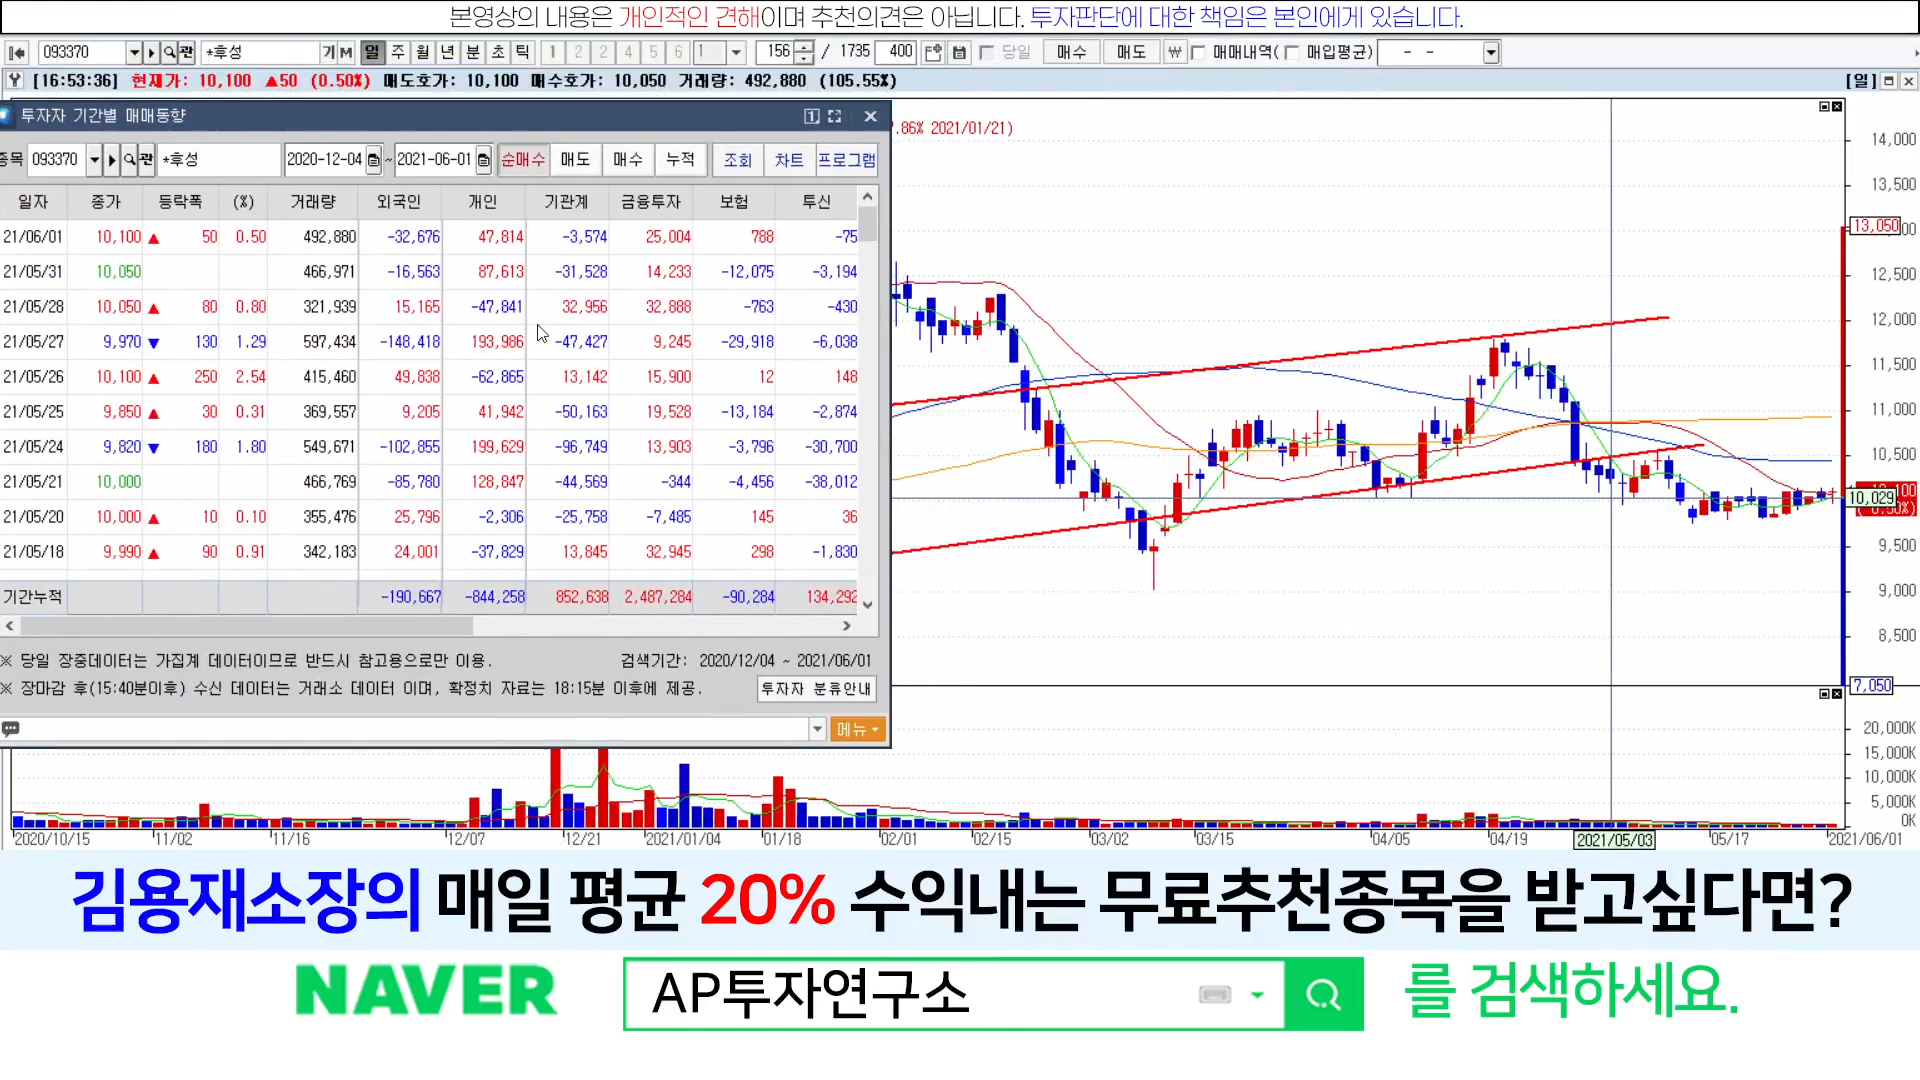 본영상의 내용은 개인적인 견해이며 추천의견은 아닙니다. 투자판단에 대한 책임은 본인에게 있습니다.
093370 관 *후성 기 M 일 주 월 년 분 초 틱 1 2 2 4 5 6 1 156 / 1735 400 당일 매수 매도 ₩ 매매내역( 매입평균) - -
[16:53:36] 현재가: 10,100 ▲50 (0.50%) 매도호가: 10,100 매수호가: 10,050 거래량: 492,880 (105.55%) [일]
투자자 기간별 매매동향 1
.86% 2021/01/21)
종목 093370 관 *후성 2020-12-04 ~ 2021-06-01 순매수 매도 매수 누적 조회 차트 프로그램
일자 종가 등락폭 (%) 거래량 외국인 개인 기관계 금융투자 보험 투신
21/06/01 10,100 ▲ 50 0.50 492,880 -32,676 47,814 -3,574 25,004 788 -75
21/05/31 10,050 466,971 -16,563 87,613 -31,528 14,233 -12,075 -3,194
21/05/28 10,050 ▲ 80 0.80 321,939 15,165 -47,841 32,956 32,888 -763 -430
21/05/27 9,970 ▼ 130 1.29 597,434 -148,418 193,986 -47,427 9,245 -29,918 -6,038
21/05/26 10,100 ▲ 250 2.54 415,460 49,838 -62,865 13,142 15,900 12 148
21/05/25 9,850 ▲ 30 0.31 369,557 9,205 41,942 -50,163 19,528 -13,184 -2,874
21/05/24 9,820 ▼ 180 1.80 549,671 -102,855 199,629 -96,749 13,903 -3,796 -30,700
21/05/21 10,000 466,769 -85,780 128,847 -44,569 -344 -4,456 -38,012
21/05/20 10,000 ▲ 10 0.10 355,476 25,796 -2,306 -25,758 -7,485 145 36
21/05/18 9,990 ▲ 90 0.91 342,183 24,001 -37,829 13,845 32,945 298 -1,830
기간누적 -190,667 -844,258 852,638 2,487,284 -90,284 134,292
※ 당일 장중데이터는 가집계 데이터이므로 반드시 참고용으로만 이용. 검색기간: 2020/12/04 ~ 2021/06/01
※ 장마감 후(15:40분이후) 수신 데이터는 거래소 데이터 이며, 확정치 자료는 18:15분 이후에 제공. 투자자 분류안내
메뉴
14,000
13,500
13,050
12,500
12,000
11,500
11,000
10,500
10,029
9,500
9,000
8,500
7,050
20,000K
15,000K
10,000K
5,000K
0K
2020/10/15 11/02 11/16 12/07 12/21 2021/01/04 01/18 02/01 02/15 03/02 03/15 04/05 04/19 2021/05/03 05/17 2021/06/01
김용재소장의 매일 평균 20% 수익내는 무료추천종목을 받고싶다면?
NAVER AP투자연구소 를 검색하세요.